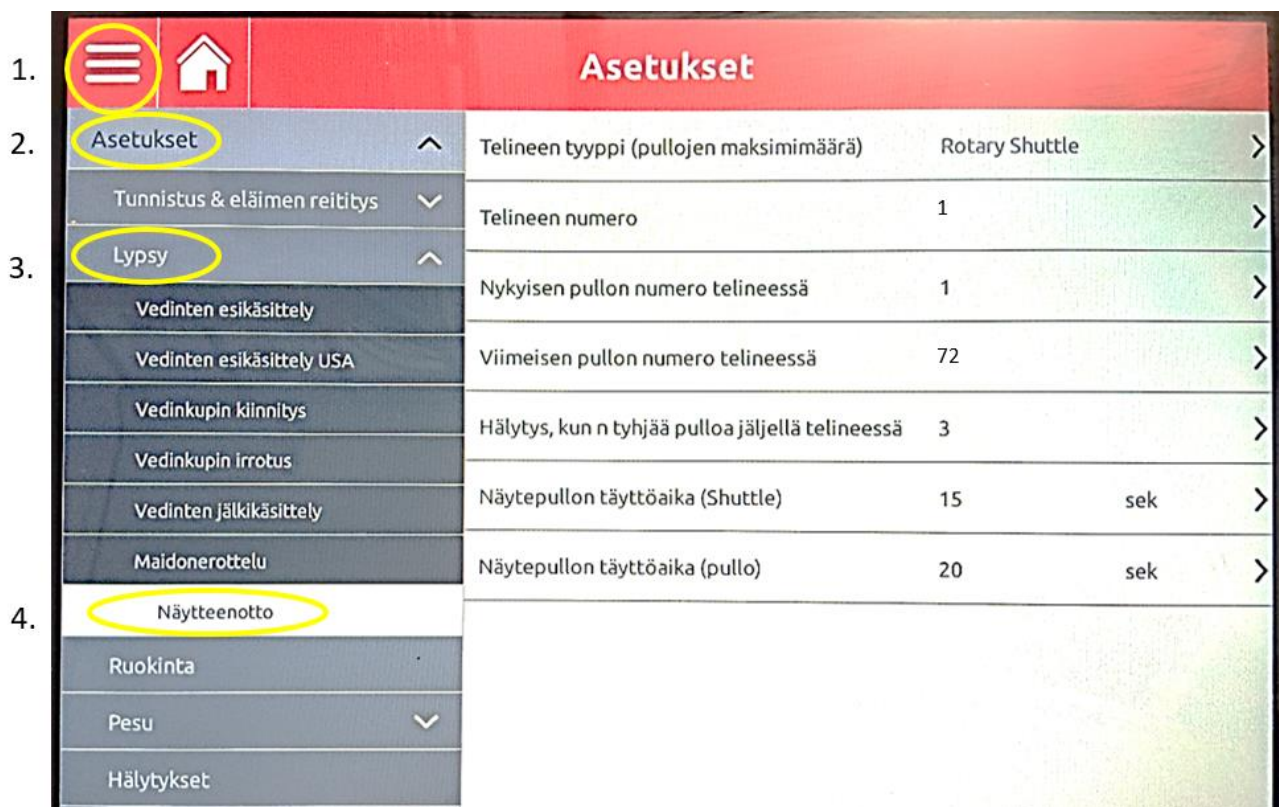 1.
Asetukset
2.
Asetukset
Telineen tyyppi (pullojen maksimimäärä) Rotary Shuttle
Tunnistus & eläimen reititys
Telineen numero 1
3.
Lypsy
Nykyisen pullon numero telineessä 1
Vedinten esikäsittely
Vedinten esikäsittely USA
Viimeisen pullon numero telineessä 72
Vedinkupin kiinnitys
Hälytys, kun n tyhjää pulloa jäljellä telineessä 3
Vedinkupin irrotus
Näytepullon täyttöaika (Shuttle) 15 sek
Vedinten jälkikäsittely
Maidonerottelu
Näytepullon täyttöaika (pullo) 20 sek
4.
Näytteenotto
Ruokinta
Pesu
Hälytykset